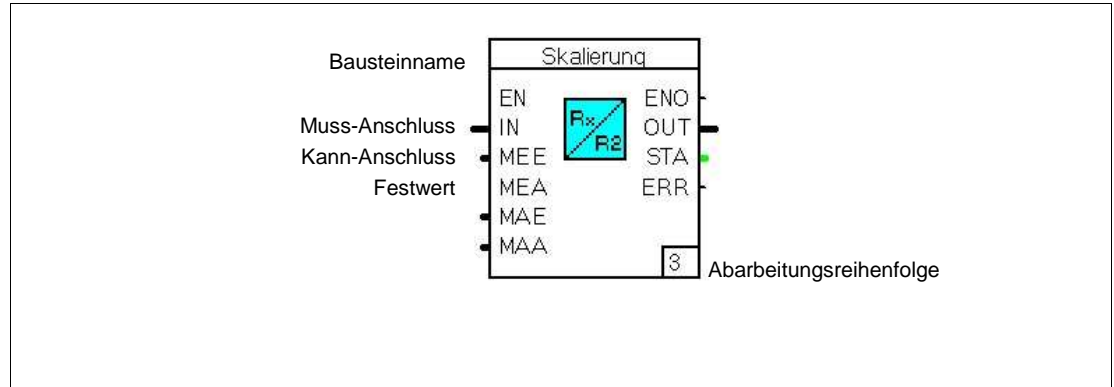 Bausteinname
Skalierung
EN
ENO
Muss-Anschluss
IN
Rx/R2
OUT
Kann-Anschluss
MEE
STA
Festwert
MEA
ERR
MAE
MAA
3
Abarbeitungsreihenfolge